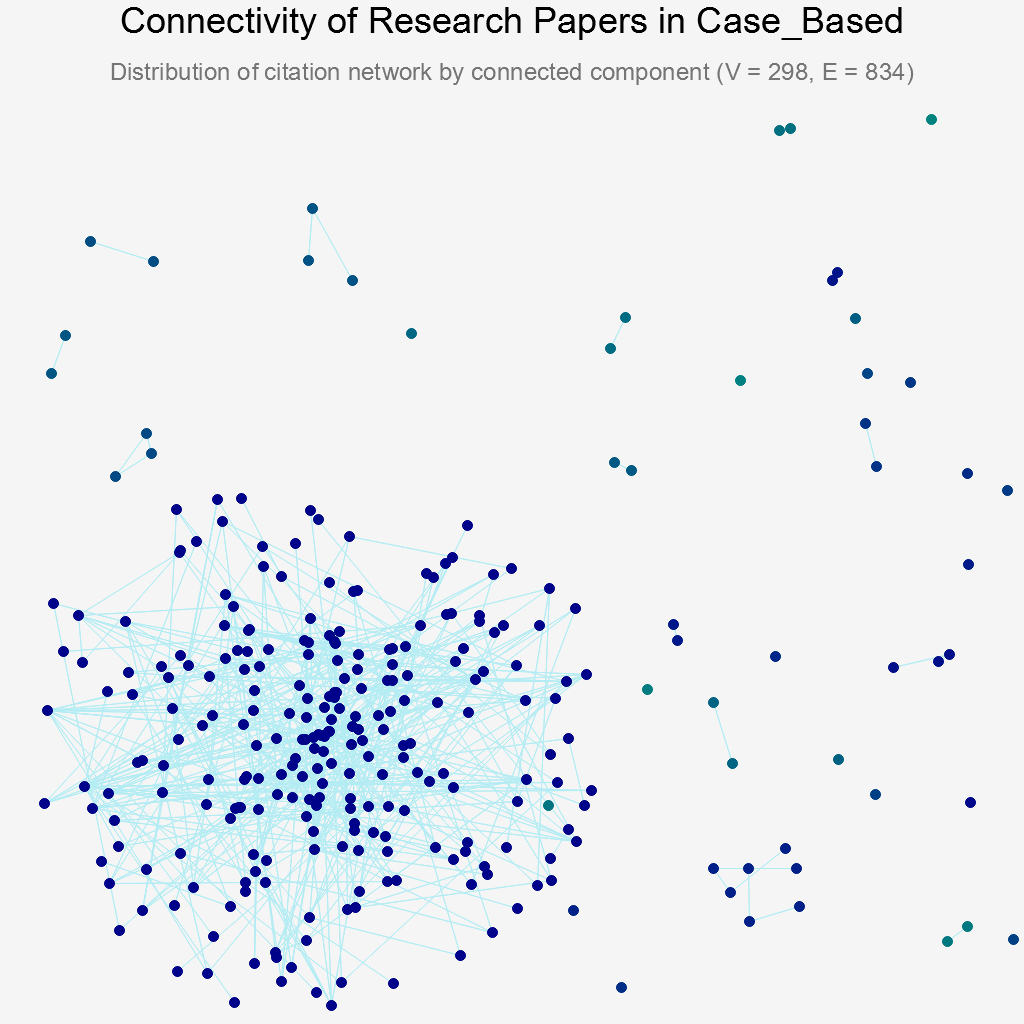 Connectivity of Research Papers in Case_Based
Distribution of citation network by connected component (V = 298, E = 834)